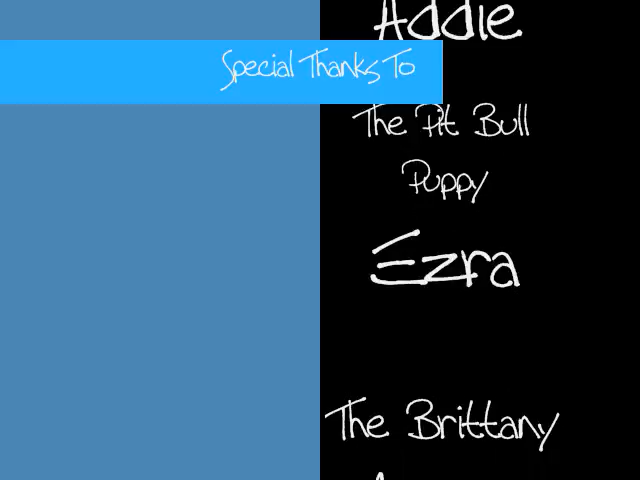 Addie
Special Thanks To
The Pit Bull
Puppy
Ezra
The Brittany